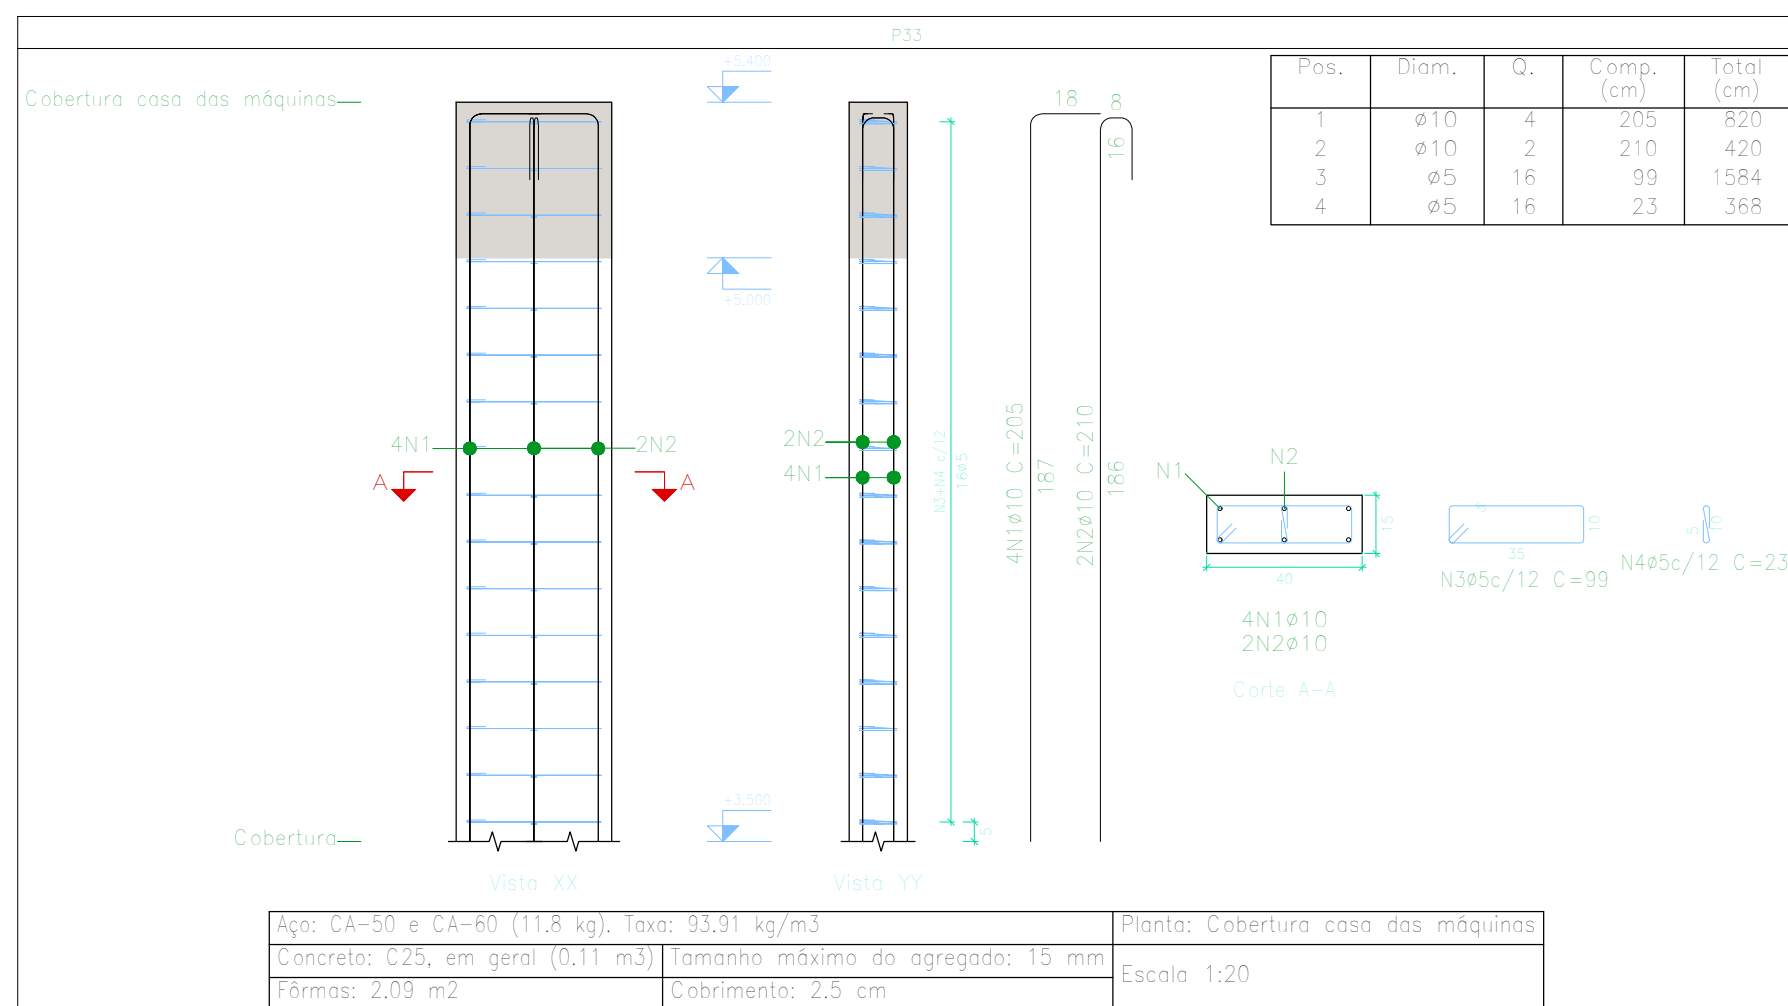 P33
Cobertura casa das máquinas
+5.400
+5.000
+3.500
Cobertura
4N1
2N2
A
A
Vista XX
2N2
4N1
N3+N4 c/12
16ø5
5
Vista YY
18
8
16
4N1ø10 C=205
187
2N2ø10 C=210
186
Pos. Diam. Q. Comp. (cm) Total (cm)
1 ø10 4 205 820
2 ø10 2 210 420
3 ø5 16 99 1584
4 ø5 16 23 368
N1
N2
15
40
4N1ø10
2N2ø10
Corte A-A
5
10
35
N3ø5c/12 C=99
5
10
N4ø5c/12 C=23
Aço: CA-50 e CA-60 (11.8 kg). Taxa: 93.91 kg/m3
Planta: Cobertura casa das máquinas
Concreto: C25, em geral (0.11 m3)
Tamanho máximo do agregado: 15 mm
Escala 1:20
Fôrmas: 2.09 m2
Cobrimento: 2.5 cm